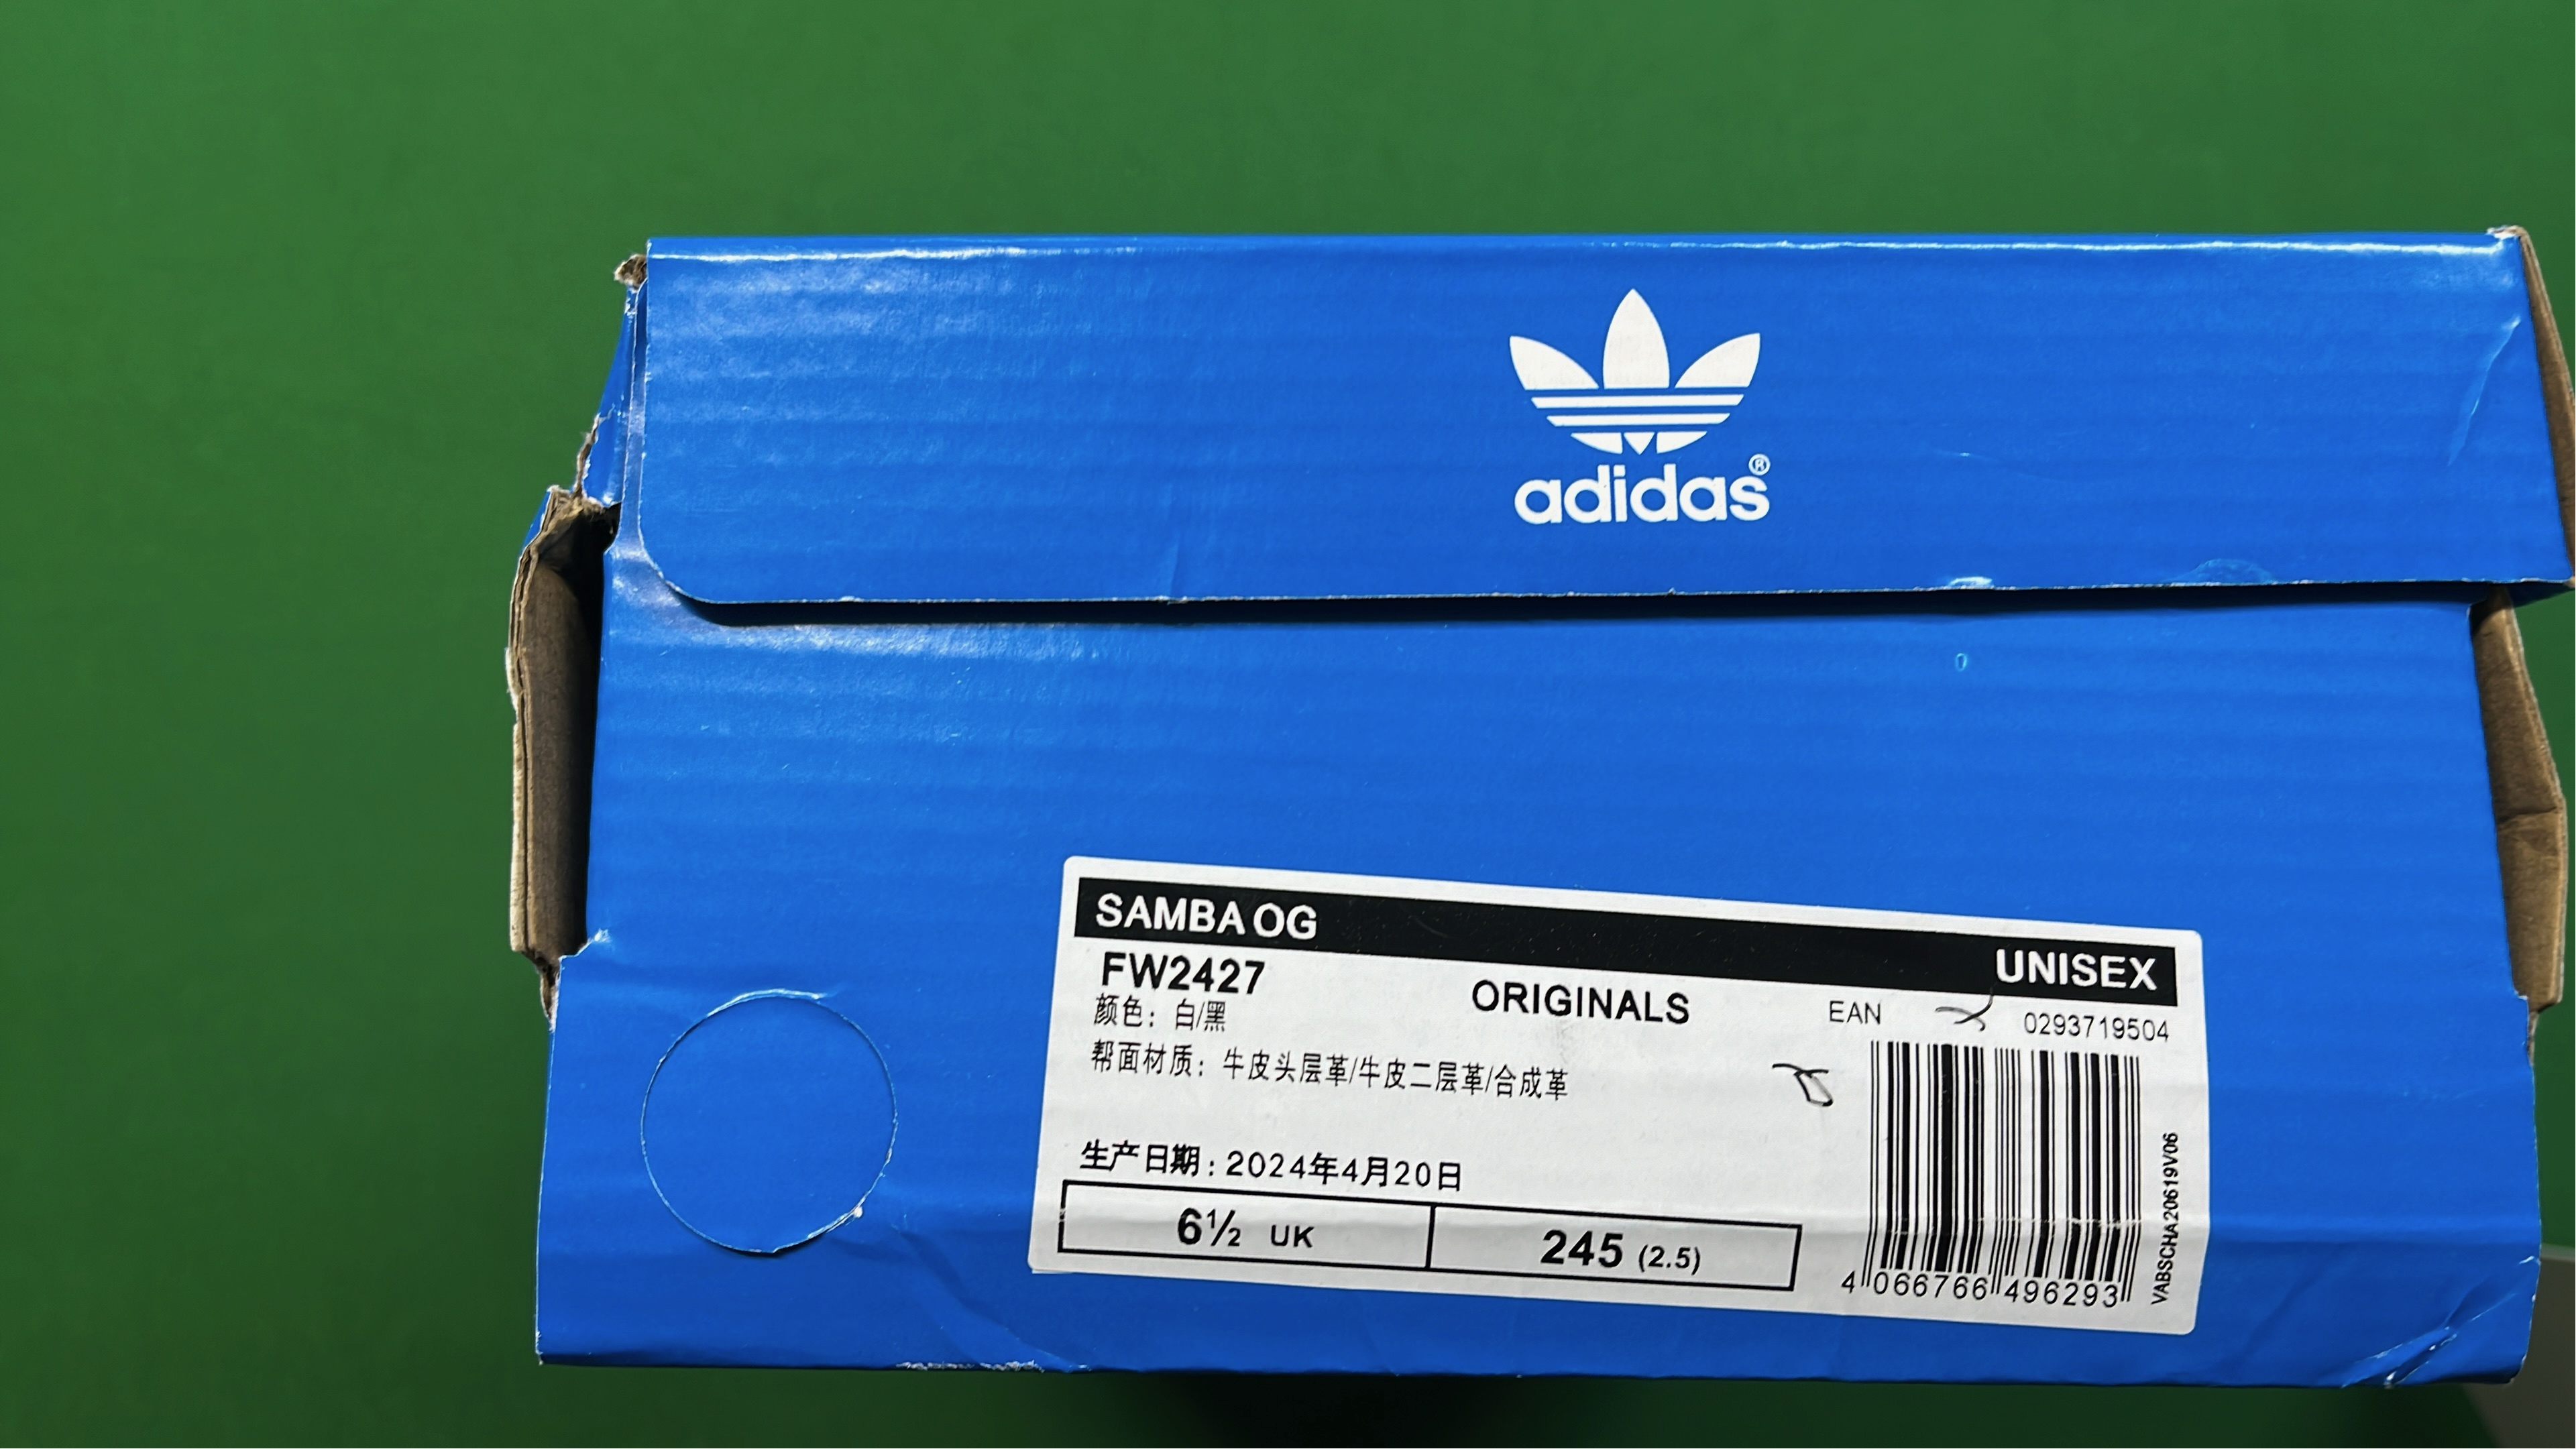 adidas®
SAMBA OG UNISEX
FW2427
ORIGINALS
EAN
0293719504
颜色：白/黑
帮面材质：牛皮头层革/牛皮二层革/合成革
生产日期：2024年4月20日
6½ UK
245 (2.5)
4 066766 496293
VABSCHA20619V06